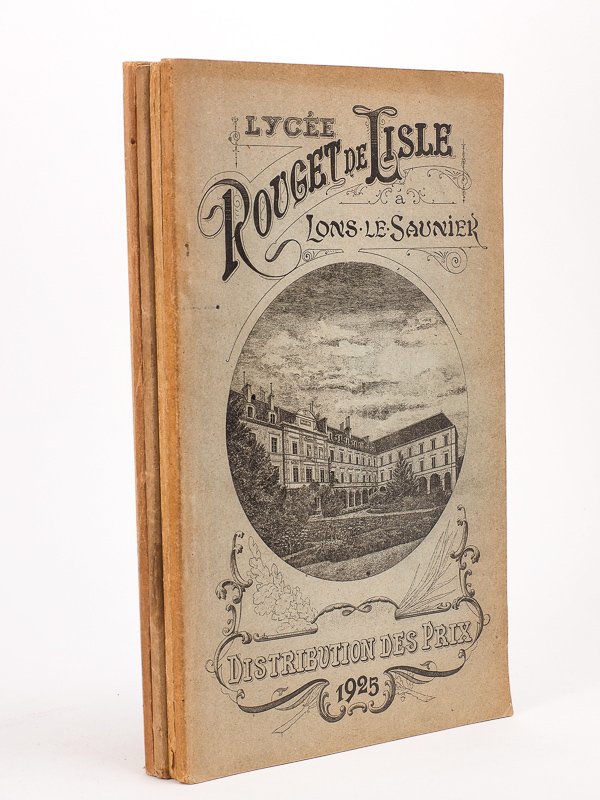 LYCÉE
ROUGET DE LISLE
à
LONS·LE·SAUNIER
DISTRIBUTION DES PRIX
1925